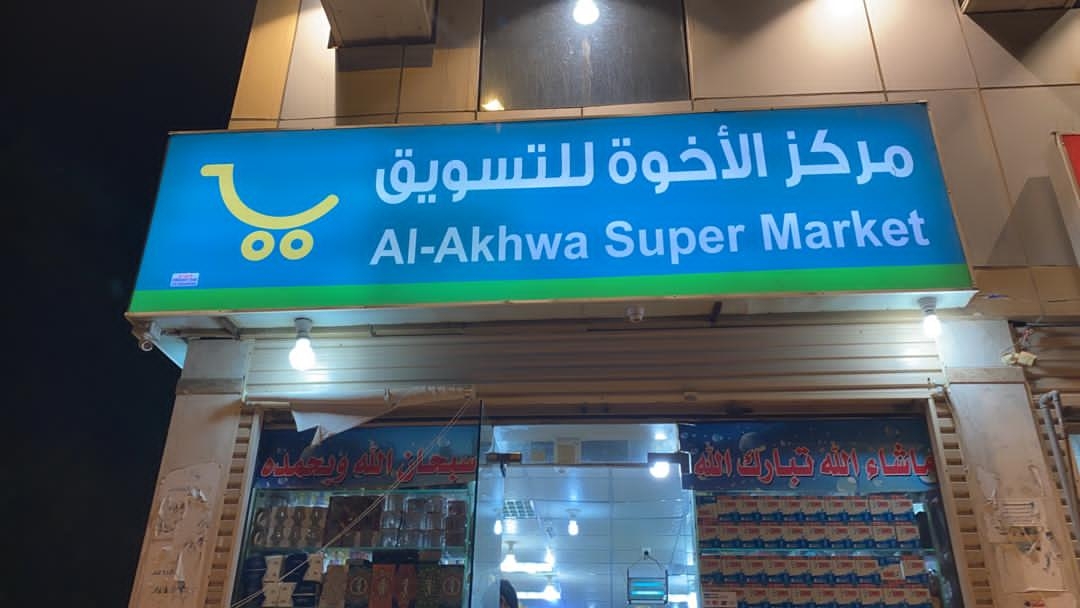 مركز الأخوة للتسويق
Al-Akhwa Super Market
سبحان الله وبحمده
ماشاء الله تبارك الله